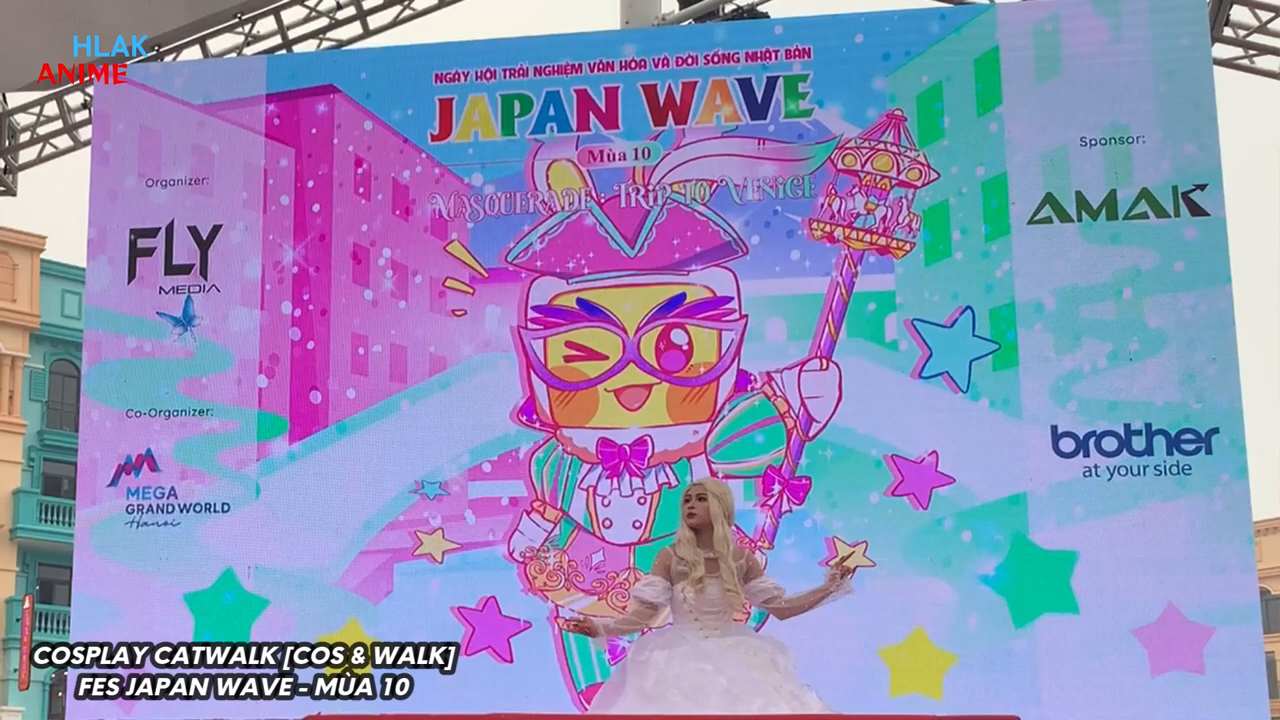 HLAK
ANIME
NGÀY HỘI TRẢI NGHIỆM VĂN HÓA VÀ ĐỜI SỐNG NHẬT BẢN
JAPAN WAVE
Mùa 10
MASQUERADE: TRIP TO VENICE
Organizer:
FLY
MEDIA
Co-Organizer:
MEGA
GRAND WORLD
Hanoi
Sponsor:
AMAK
brother
at your side
COSPLAY CATWALK [COS & WALK]
FES JAPAN WAVE - MÙA 10